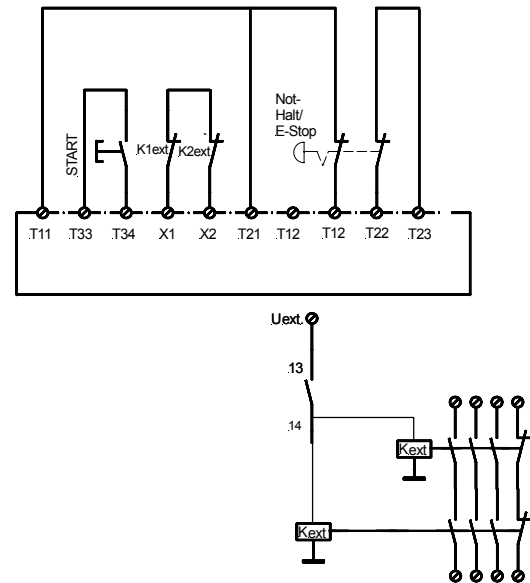 Not-
Halt/
E-Stop
START
K1ext
K2ext
T11 T33 T34 X1 X2 T21 T12 T12 T22 T23
Uext.
13
14
Kext
Kext